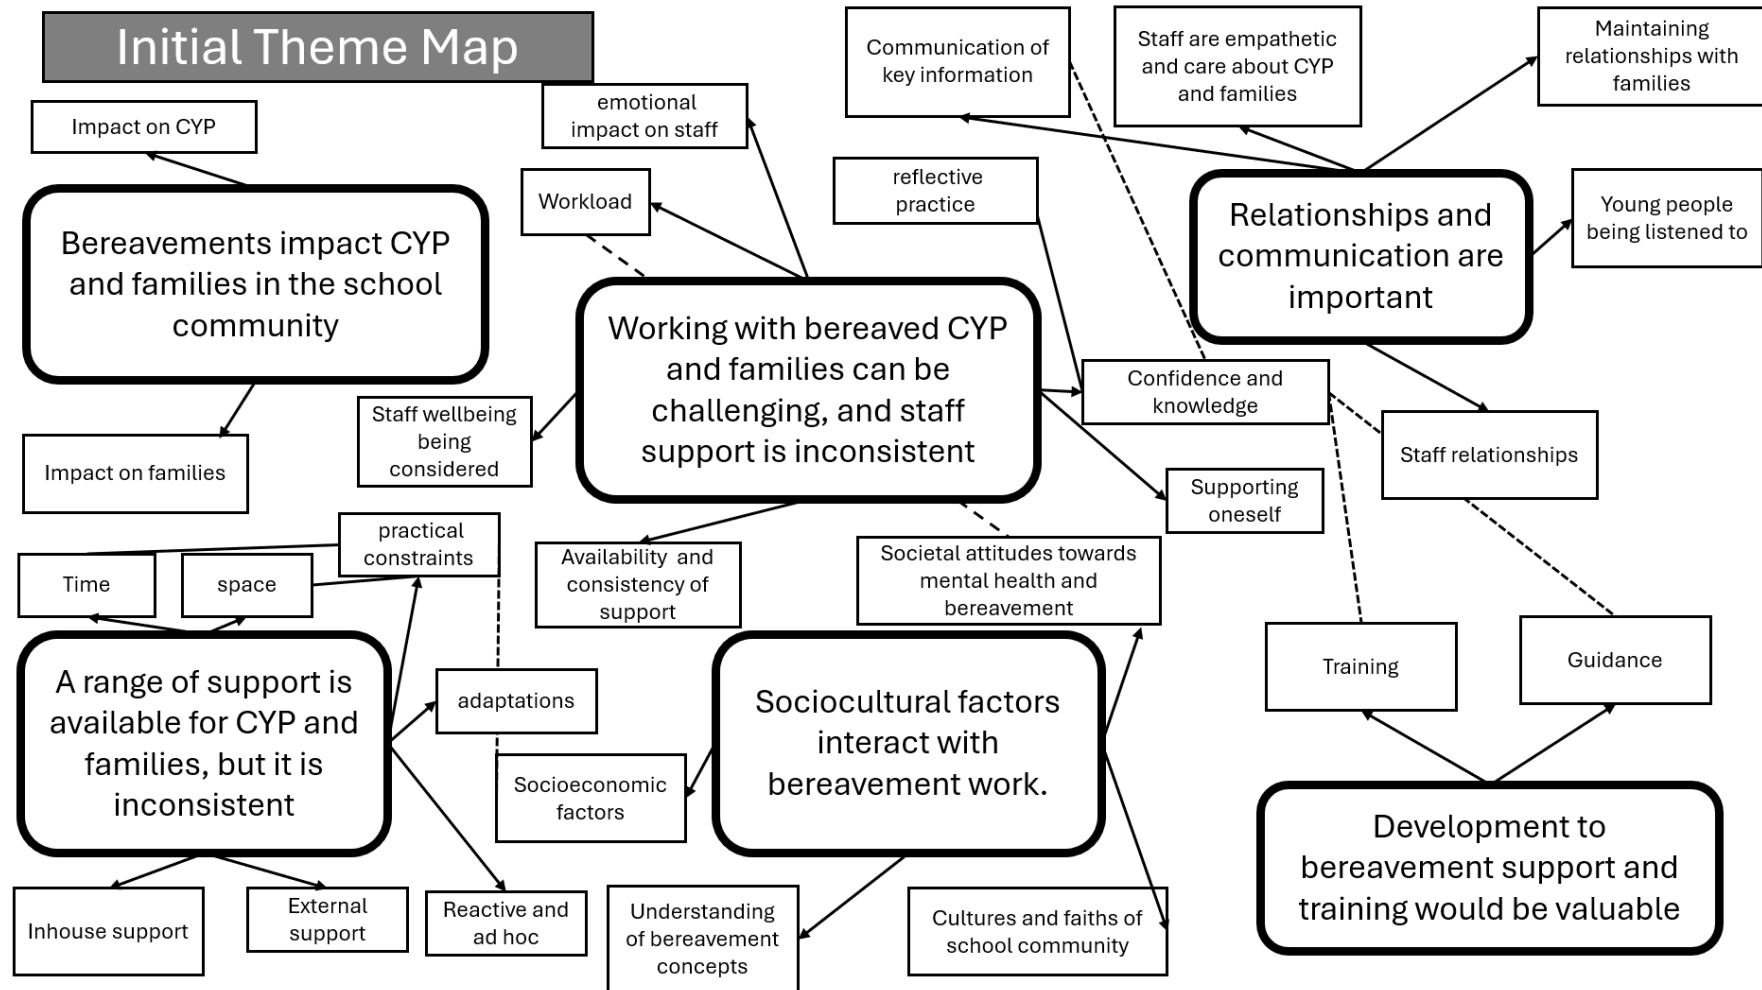 Initial Theme Map
Impact on CYP
Bereavements impact CYP
and families in the school
community
Impact on families
emotional
impact on staff
Workload
Working with bereaved CYP
and families can be
challenging, and staff
support is inconsistent
Staff wellbeing
being
considered
Availability and
consistency of
support
reflective
practice
Confidence and
knowledge
Supporting
oneself
Communication of
key information
Staff are empathetic
and care about CYP
and families
Maintaining
relationships with
families
Young people
being listened to
Relationships and
communication are
important
Staff relationships
practical
constraints
Time
space
A range of support is
available for CYP and
families, but it is
inconsistent
adaptations
Inhouse support
External
support
Reactive and
ad hoc
Societal attitudes towards
mental health and
bereavement
Sociocultural factors
interact with
bereavement work.
Socioeconomic
factors
Understanding
of bereavement
concepts
Cultures and faiths of
school community
Training
Guidance
Development to
bereavement support and
training would be valuable